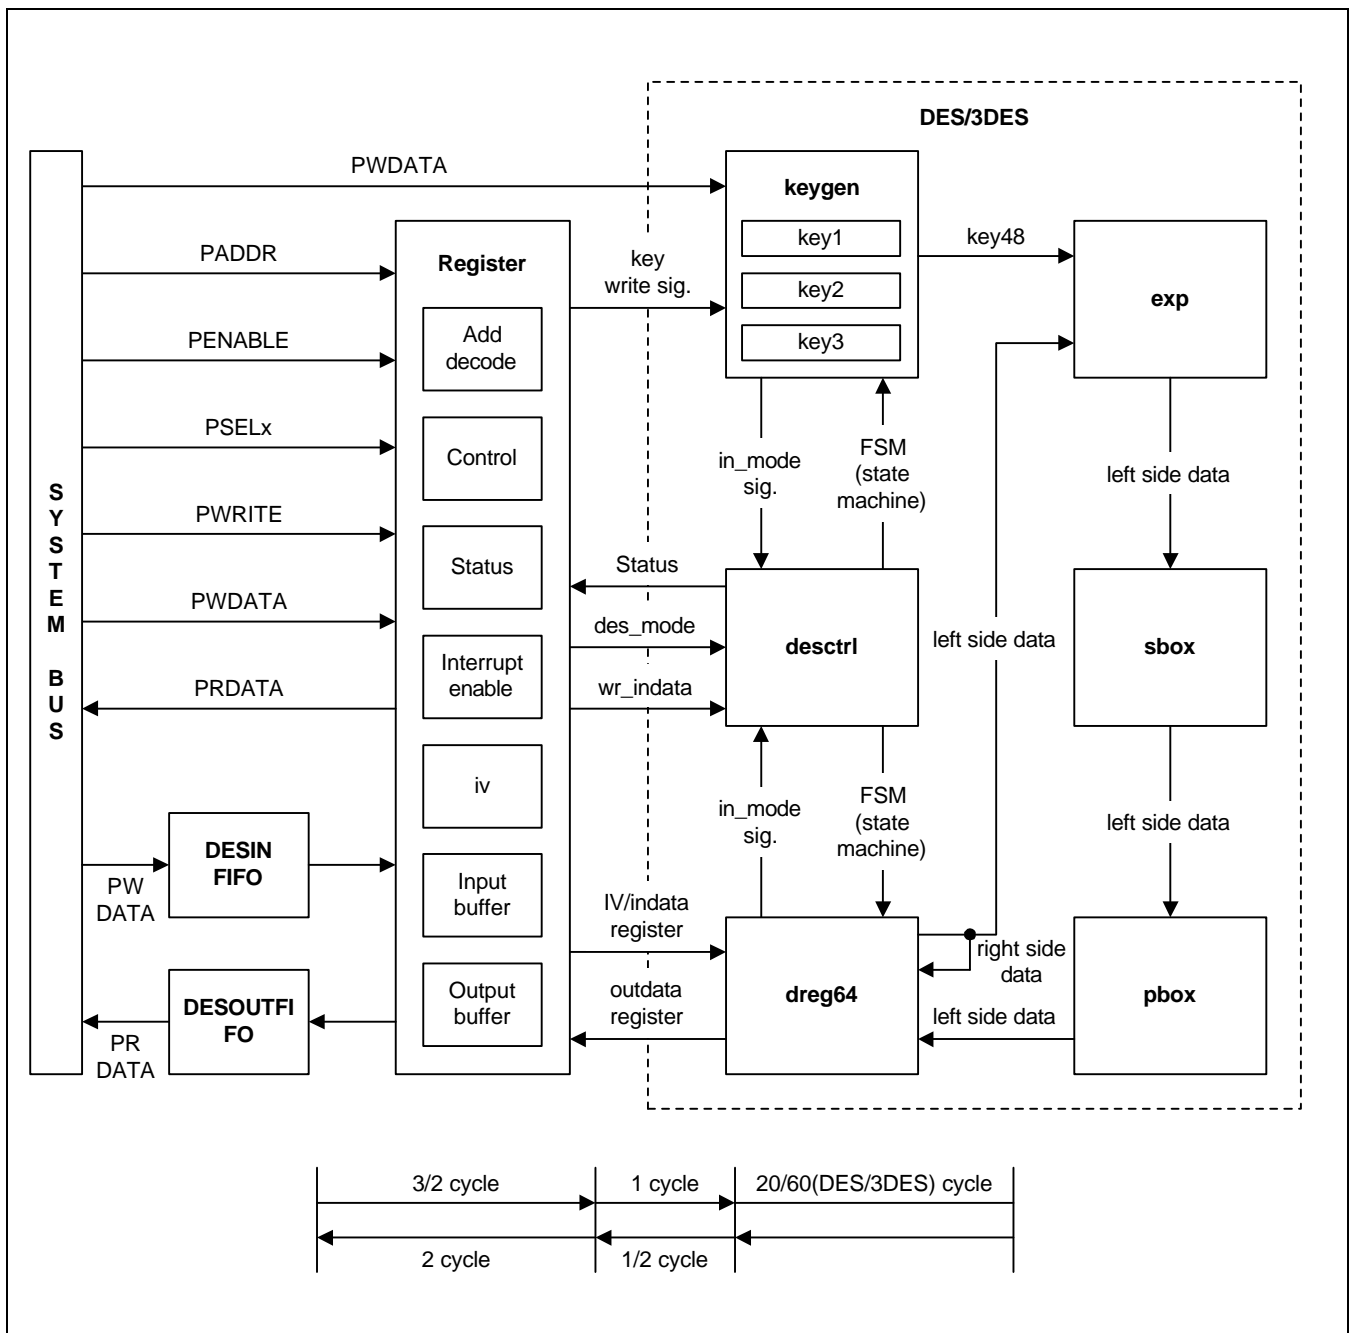 DES/3DES
PWDATA
keygen
key1
key2
key3
key48
exp
PADDR
Register
key
write sig.
PENABLE
Add
decode
PSELx
Control
in_mode
sig.
FSM
(state
machine)
left side data
SYSTEM BUS
PWRITE
Status
Status
PWDATA
des_mode
desctrl
left side data
sbox
PRDATA
Interrupt
enable
wr_indata
iv
in_mode
sig.
FSM
(state
machine)
left side data
DESIN
FIFO
PW
DATA
Input
buffer
IV/indata
register
right side
data
DESOUTFI
FO
PR
DATA
Output
buffer
outdata
register
dreg64
left side data
pbox
3/2 cycle
1 cycle
20/60(DES/3DES) cycle
2 cycle
1/2 cycle